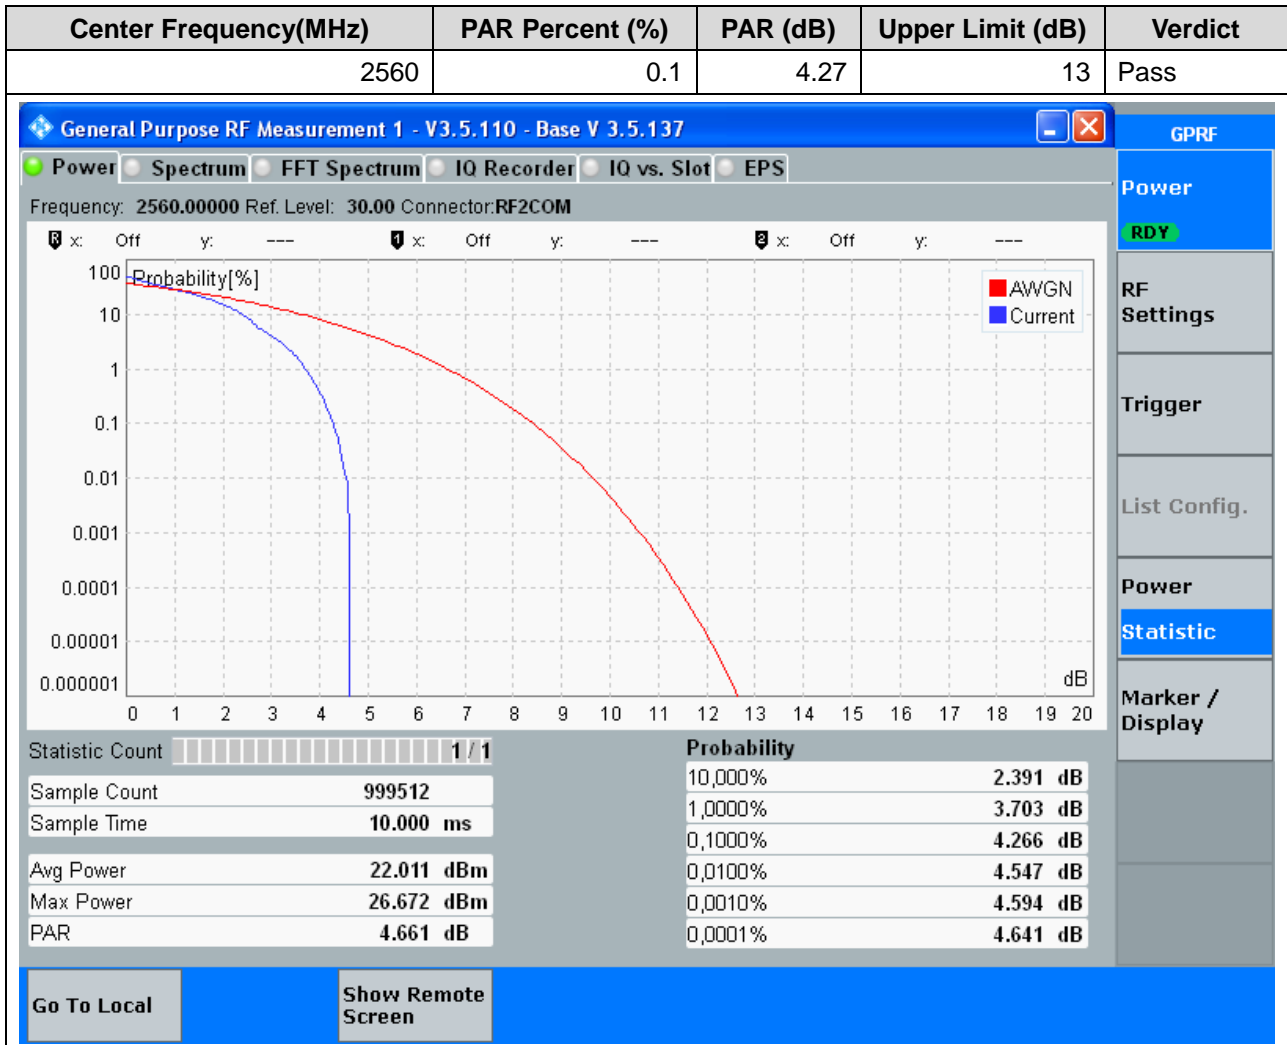 Center Frequency(MHz) PAR Percent (%) PAR (dB) Upper Limit (dB) Verdict
2560 0.1 4.27 13 Pass
General Purpose RF Measurement 1 - V3.5.110 - Base V 3.5.137
GPRF
Power Spectrum FFT Spectrum IQ Recorder IQ vs. Slot EPS
Frequency: 2560.00000 Ref. Level: 30.00 Connector:RF2COM
R x: Off y: --- 1 x: Off y: --- 2 x: Off y: ---
Probability[%]
AWGN
Current
100
10
1
0.1
0.01
0.001
0.0001
0.00001
0.000001
dB
0 1 2 3 4 5 6 7 8 9 10 11 12 13 14 15 16 17 18 19 20
Statistic Count 1 / 1
Sample Count 999512
Sample Time 10.000 ms
Avg Power 22.011 dBm
Max Power 26.672 dBm
PAR 4.661 dB
Probability
10,000% 2.391 dB
1,0000% 3.703 dB
0,1000% 4.266 dB
0,0100% 4.547 dB
0,0010% 4.594 dB
0,0001% 4.641 dB
Power
RDY
RF
Settings
Trigger
List Config.
Power
Statistic
Marker /
Display
Go To Local
Show Remote
Screen